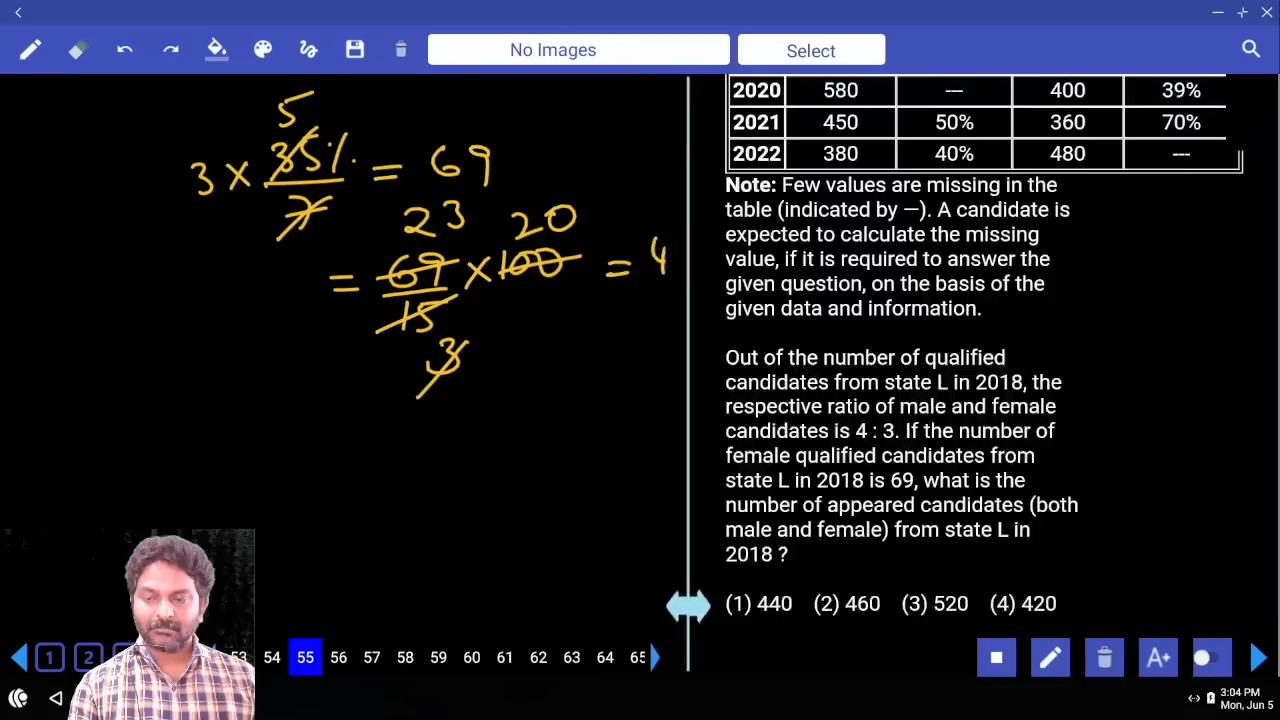 No Images
Select
5
3 × 35% = 69
7
23 20
= 69 × 100 = 4
15
3
2020 580 --- 400 39%
2021 450 50% 360 70%
2022 380 40% 480 ---
Note: Few values are missing in the
table (indicated by —). A candidate is
expected to calculate the missing
value, if it is required to answer the
given question, on the basis of the
given data and information.
Out of the number of qualified
candidates from state L in 2018, the
respective ratio of male and female
candidates is 4 : 3. If the number of
female qualified candidates from
state L in 2018 is 69, what is the
number of appeared candidates (both
male and female) from state L in
2018 ?
(1) 440 (2) 460 (3) 520 (4) 420
1 2 53 54 55 56 57 58 59 60 61 62 63 64 65
A+
3:04 PM
Mon, Jun 5